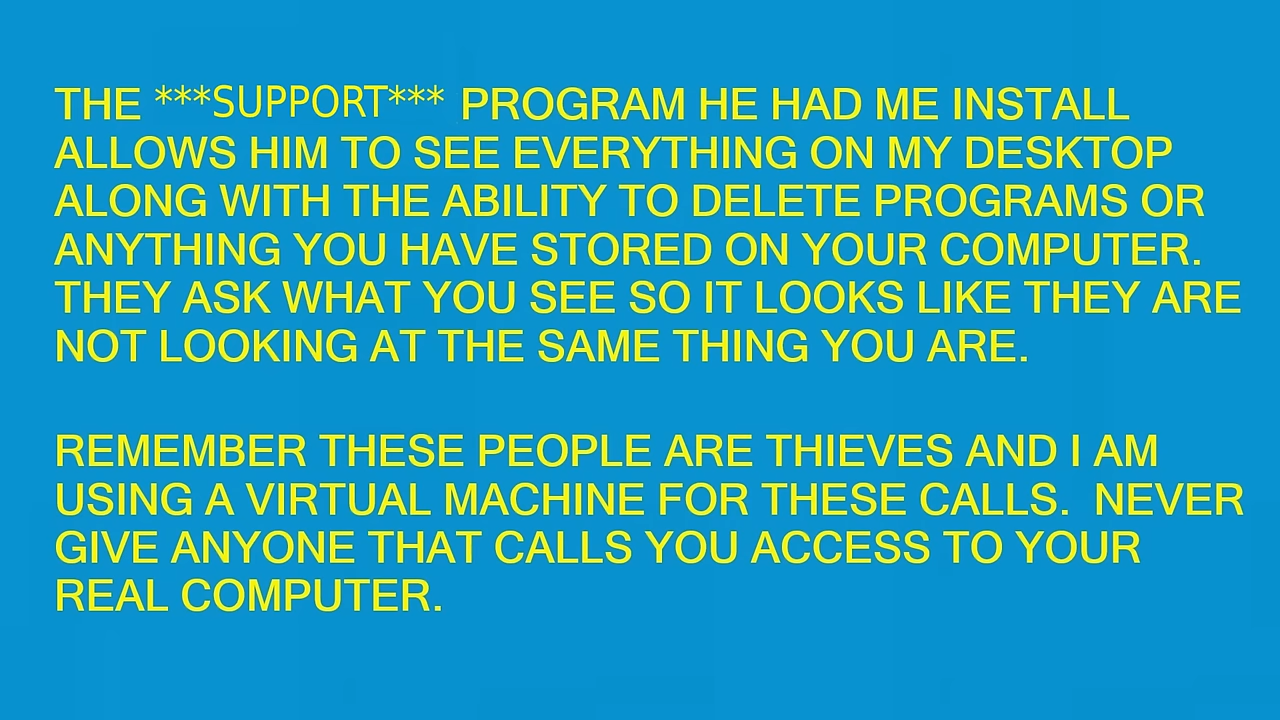 THE ***SUPPORT*** PROGRAM HE HAD ME INSTALL
ALLOWS HIM TO SEE EVERYTHING ON MY DESKTOP
ALONG WITH THE ABILITY TO DELETE PROGRAMS OR
ANYTHING YOU HAVE STORED ON YOUR COMPUTER.
THEY ASK WHAT YOU SEE SO IT LOOKS LIKE THEY ARE
NOT LOOKING AT THE SAME THING YOU ARE.
REMEMBER THESE PEOPLE ARE THIEVES AND I AM
USING A VIRTUAL MACHINE FOR THESE CALLS.  NEVER
GIVE ANYONE THAT CALLS YOU ACCESS TO YOUR
REAL COMPUTER.